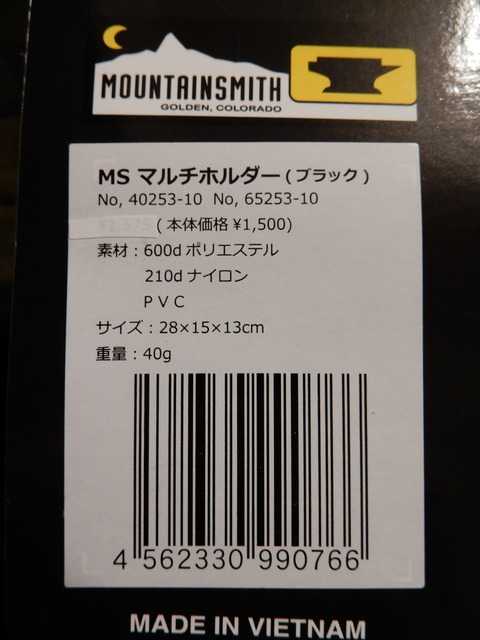 MOUNTAINSMITH
GOLDEN, COLORADO
MS マルチホルダー(ブラック)
No, 40253-10 No, 65253-10
¥1,575 (本体価格 ¥1,500)
素材:600d ポリエステル
210d ナイロン
PVC
サイズ:28×15×13cm
重量:40g
4 562330 990766
MADE IN VIETNAM